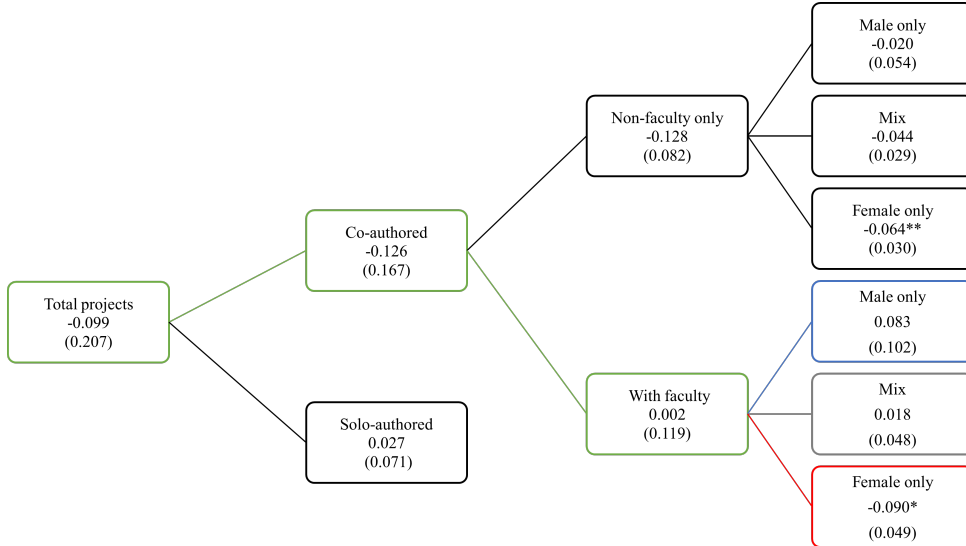 Total projects
-0.099
(0.207)
Co-authored
-0.126
(0.167)
Solo-authored
0.027
(0.071)
Non-faculty only
-0.128
(0.082)
With faculty
0.002
(0.119)
Male only
-0.020
(0.054)
Mix
-0.044
(0.029)
Female only
-0.064**
(0.030)
Male only
0.083
(0.102)
Mix
0.018
(0.048)
Female only
-0.090*
(0.049)